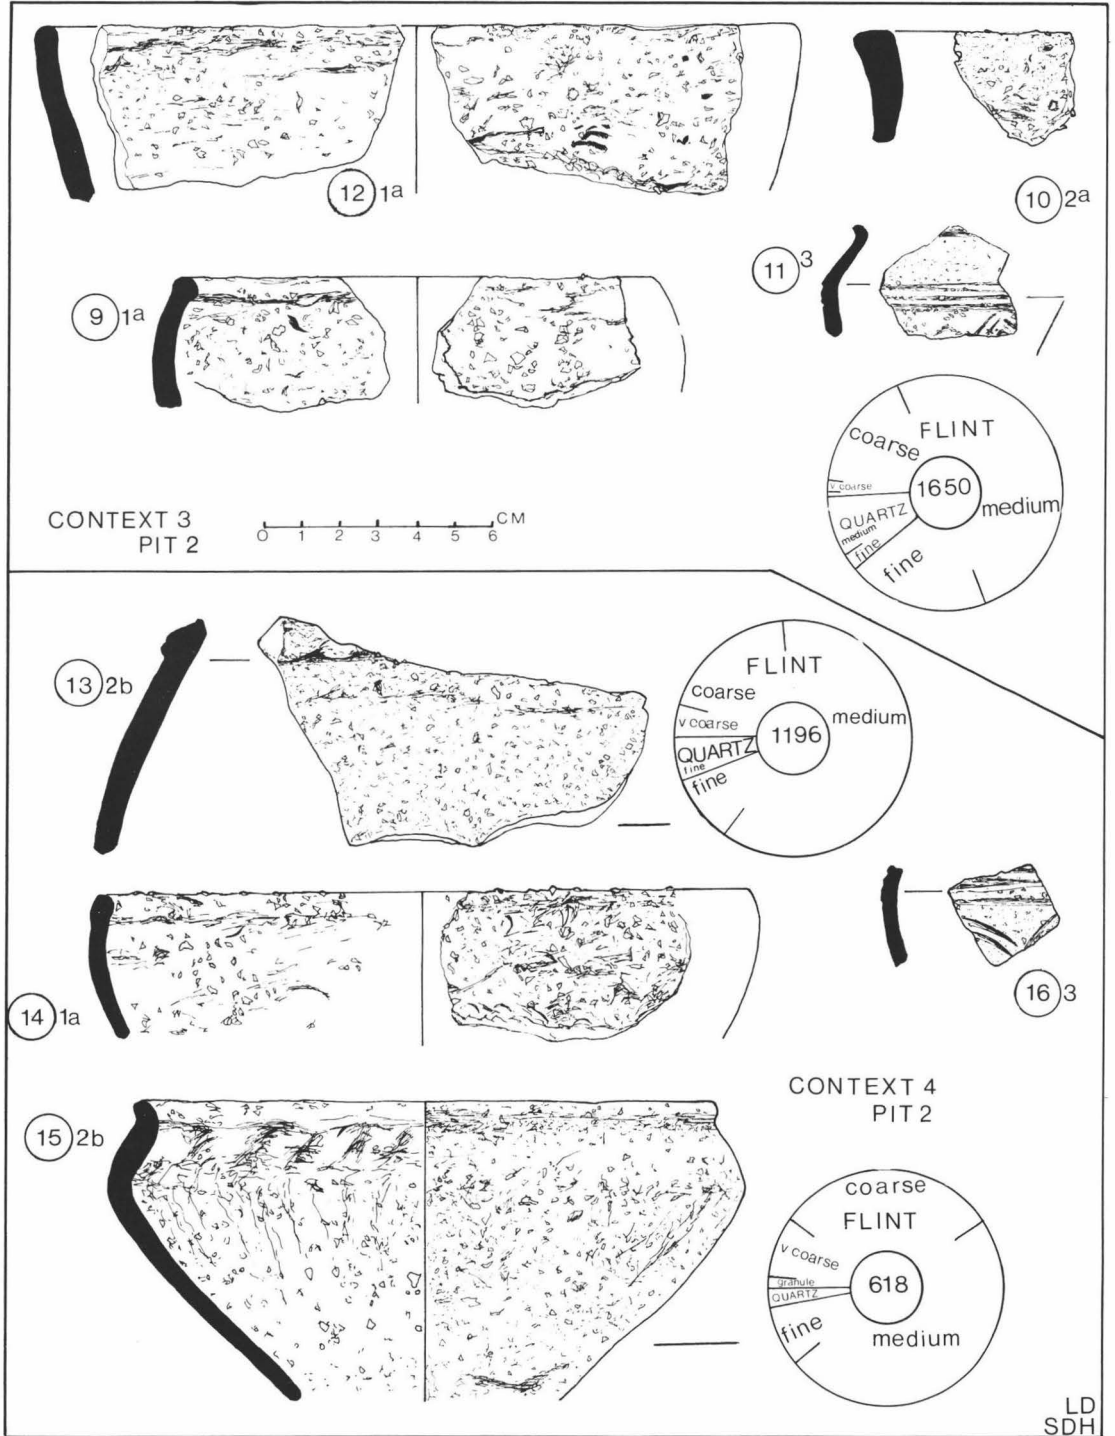 12 1a
10 2a
11 3
9 1a
FLINT
coarse
v coarse
1650
medium
QUARTZ
medium
fine
fine
CONTEXT 3
PIT 2
CM
0 1 2 3 4 5 6
13 2b
FLINT
coarse
medium
v coarse
1196
QUARTZ
fine
fine
14 1a
16 3
CONTEXT 4
PIT 2
15 2b
coarse
FLINT
v coarse
granule
QUARTZ
618
fine
medium
LD
SDH